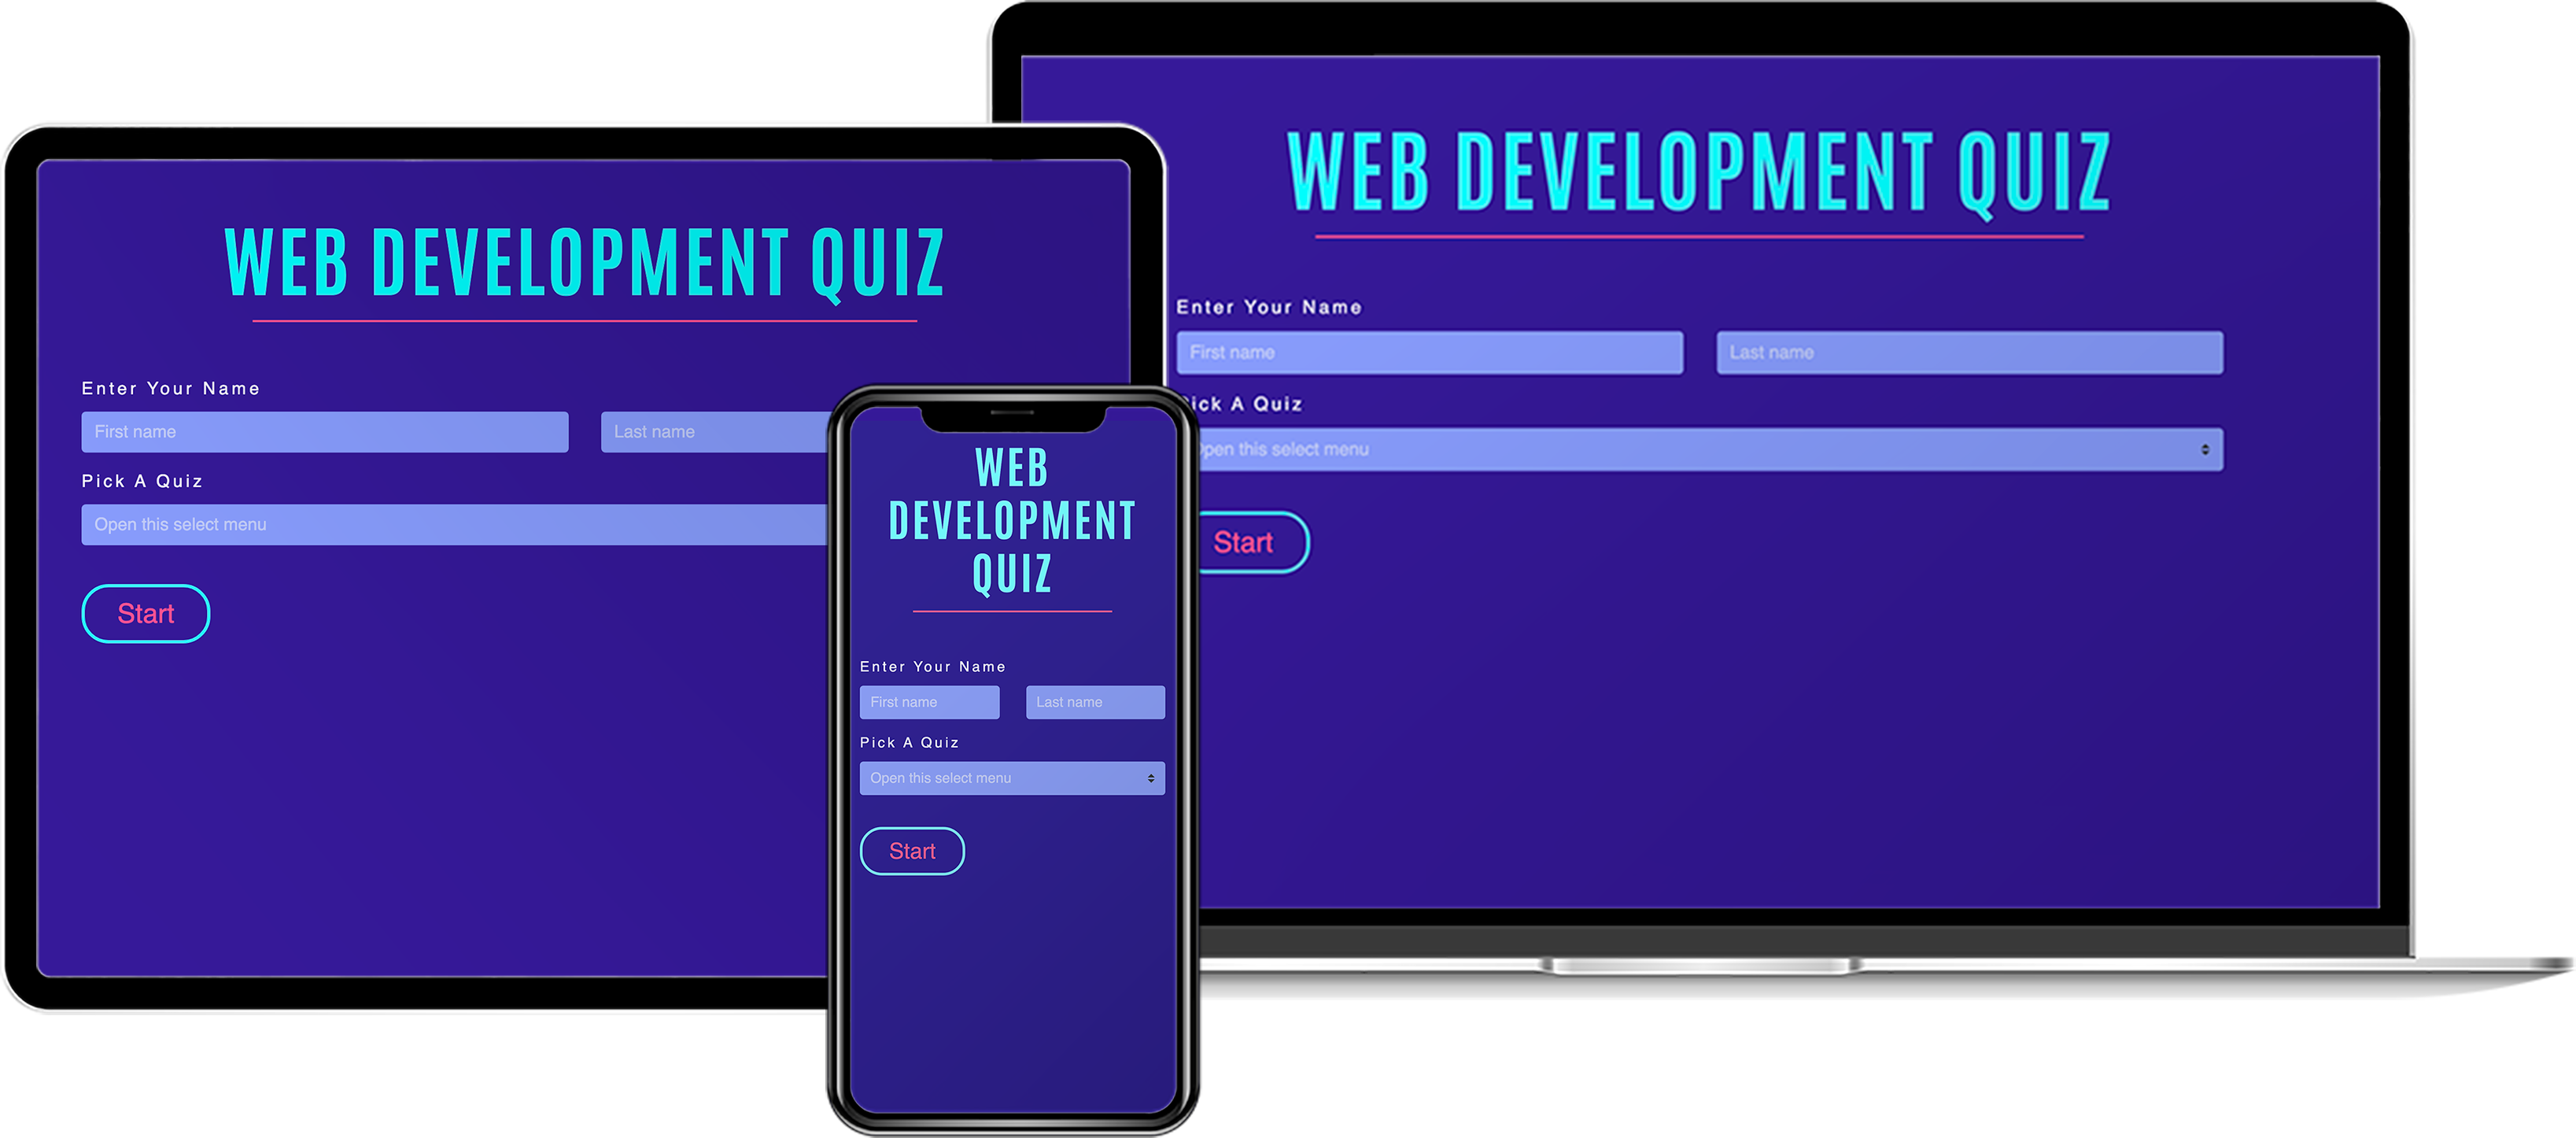 WEB DEVELOPMENT QUIZ
Enter Your Name
First name Last name
Pick A Quiz
Open this select menu
Start
WEB
DEVELOPMENT
QUIZ
Enter Your Name
First name Last name
Pick A Quiz
Open this select menu
Start
WEB DEVELOPMENT QUIZ
Enter Your Name
First name Last name
Pick A Quiz
Open this select menu
Start